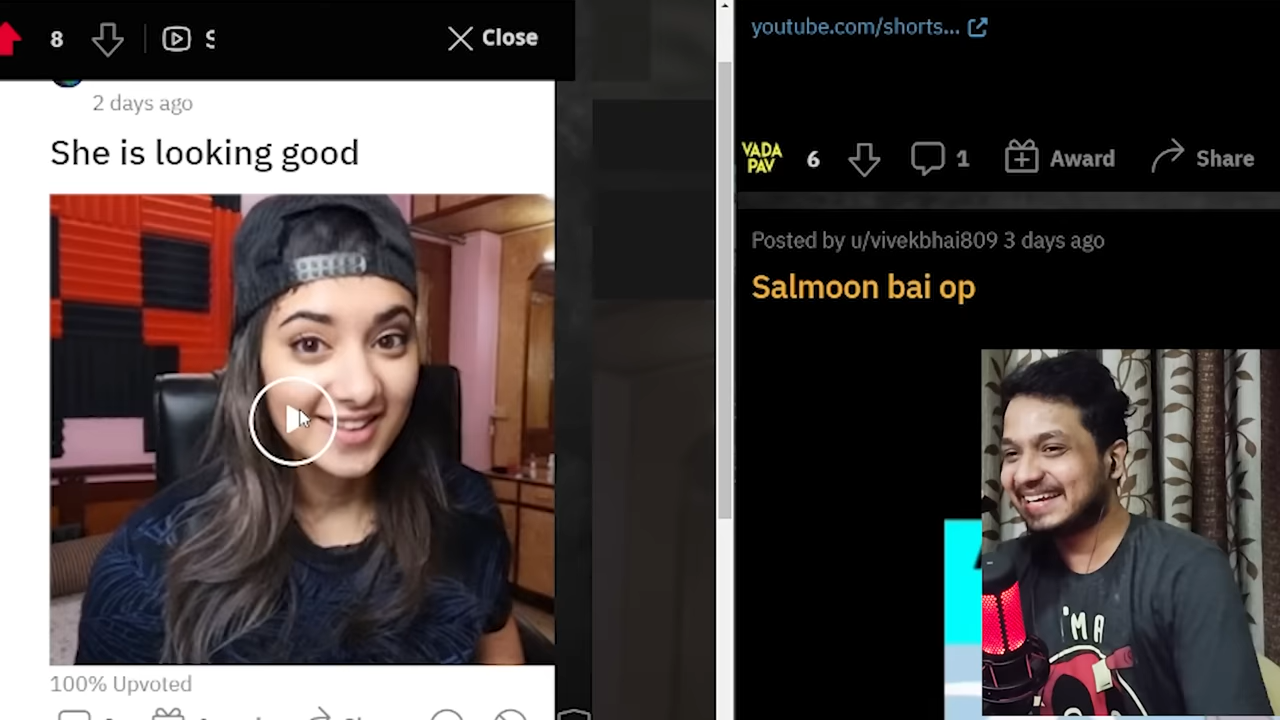 8
Close
2 days ago
She is looking good
100% Upvoted
youtube.com/shorts...
VADA
PAV
6
1
Award
Share
Posted by u/vivekbhai809 3 days ago
Salmoon bai op
I'M A